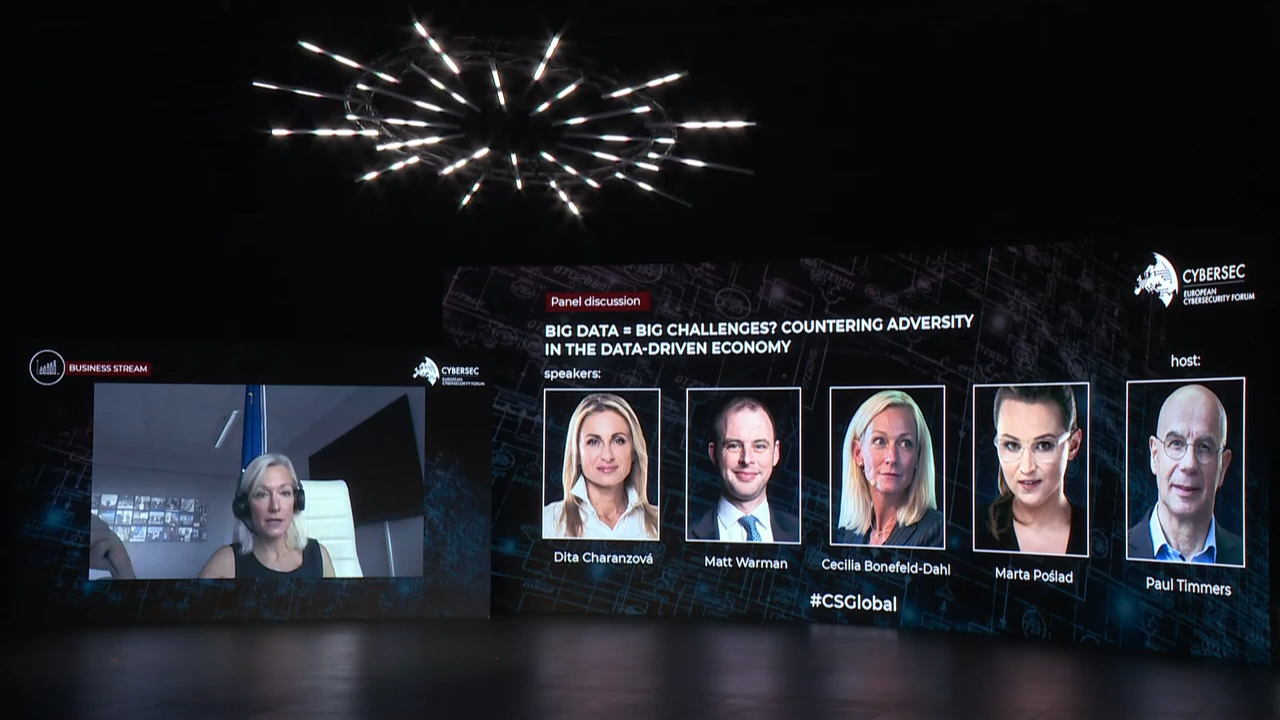 BUSINESS STREAM
CYBERSEC
EUROPEAN
CYBERSECURITY FORUM
Panel discussion
BIG DATA = BIG CHALLENGES? COUNTERING ADVERSITY
IN THE DATA-DRIVEN ECONOMY
speakers:
Dita Charanzová
Matt Warman
Cecilia Bonefeld-Dahl
Marta Poślad
host:
Paul Timmers
#CSGlobal
CYBERSEC
EUROPEAN
CYBERSECURITY FORUM